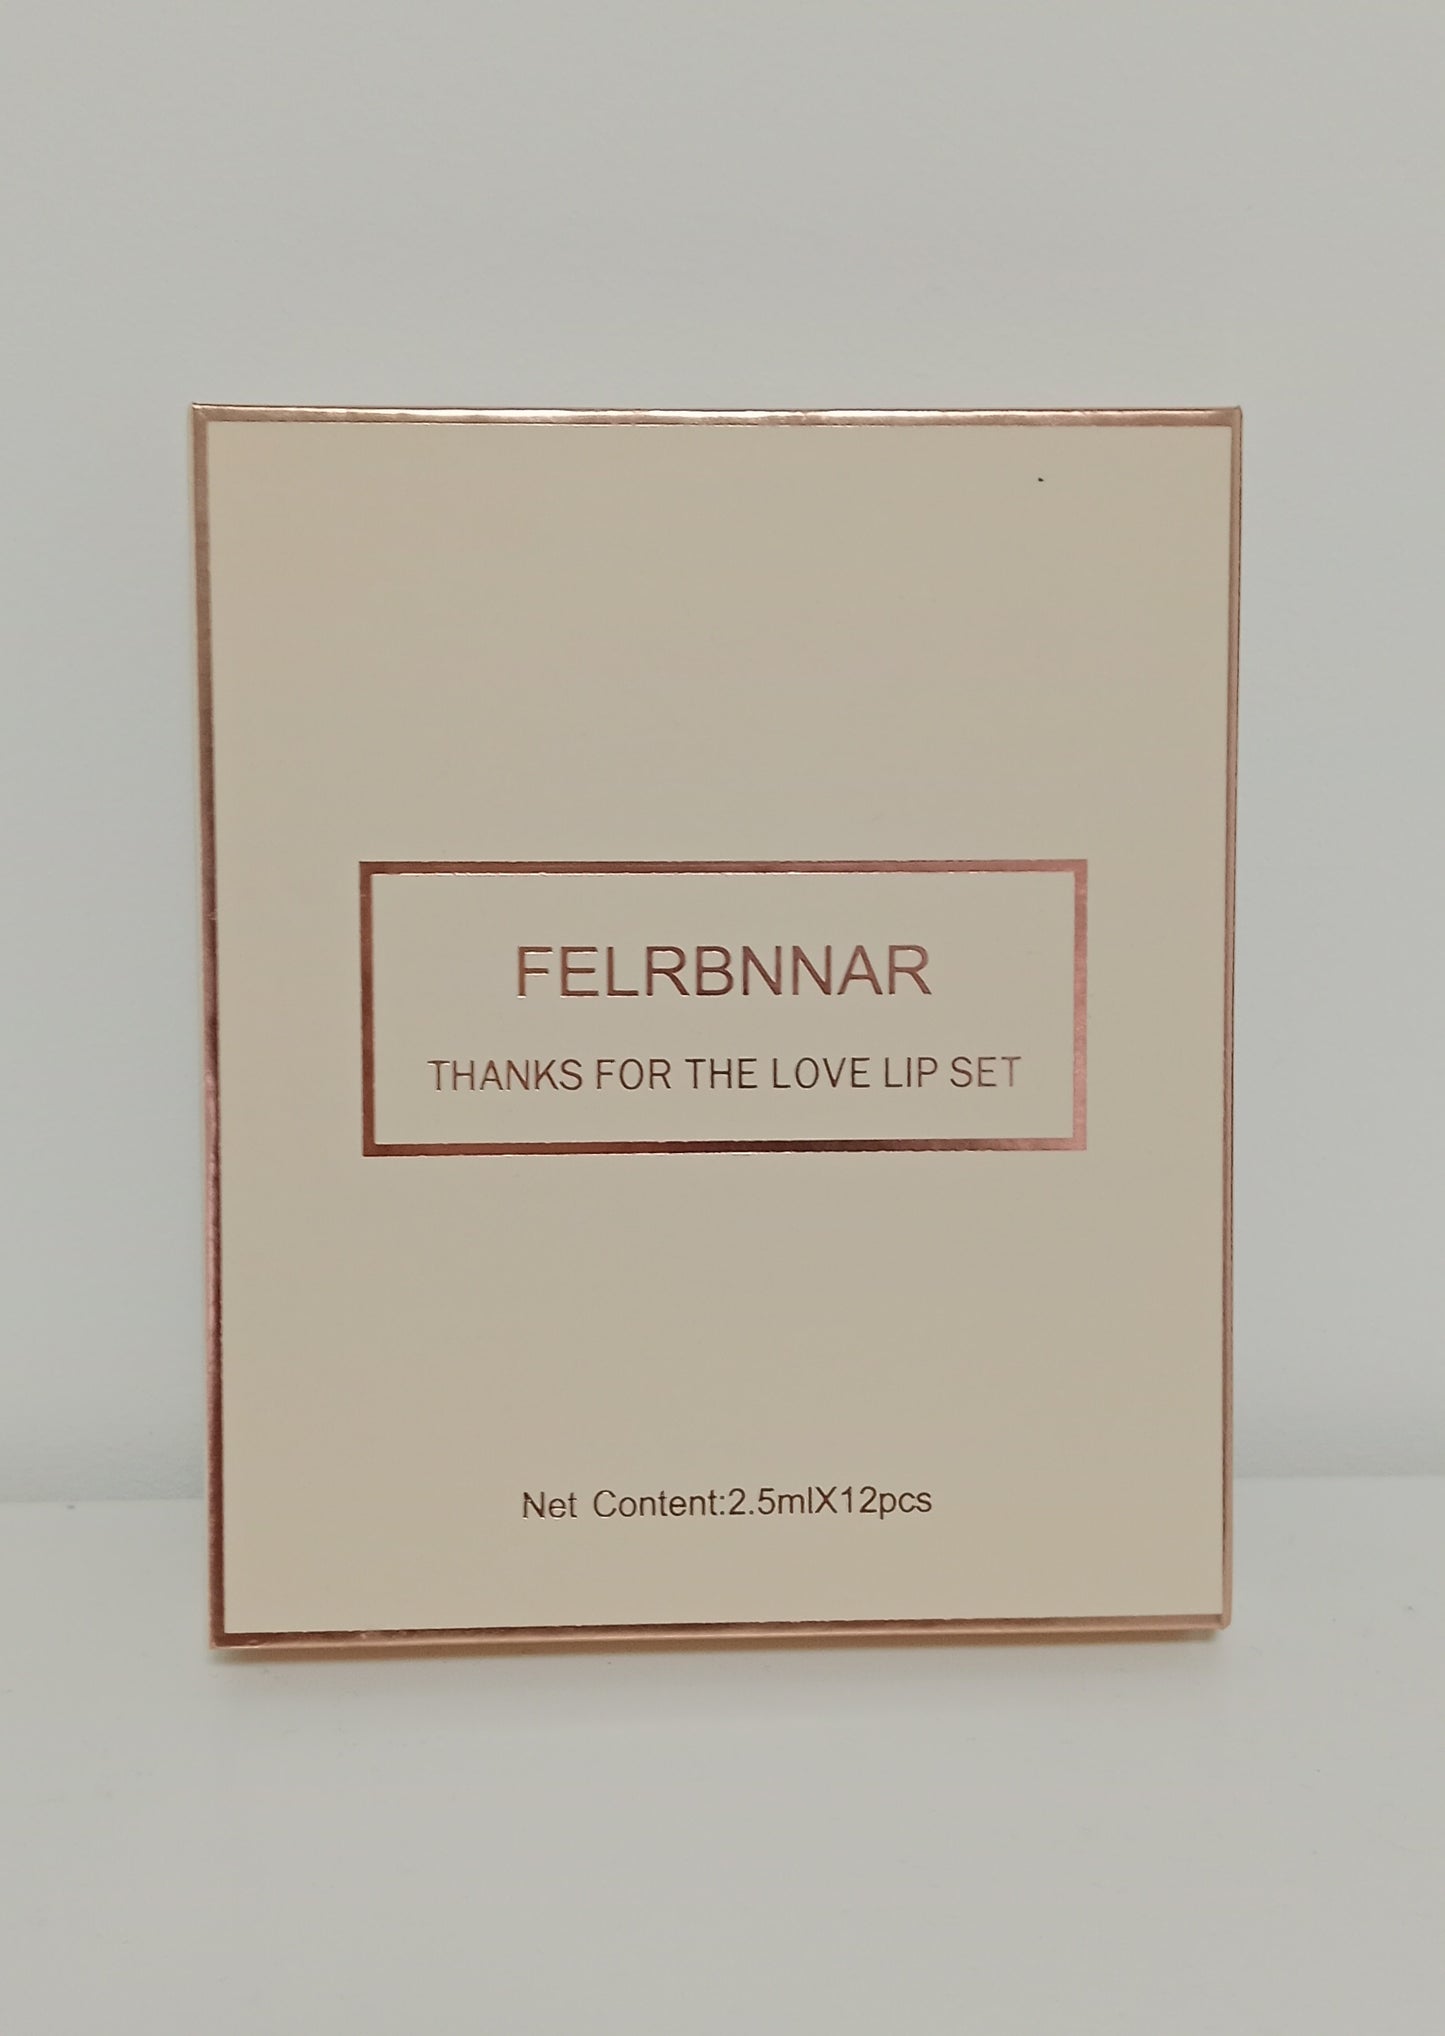 FELRBNNAR
THANKS FOR THE LOVE LIP SET
Net Content:2.5mlX12pcs